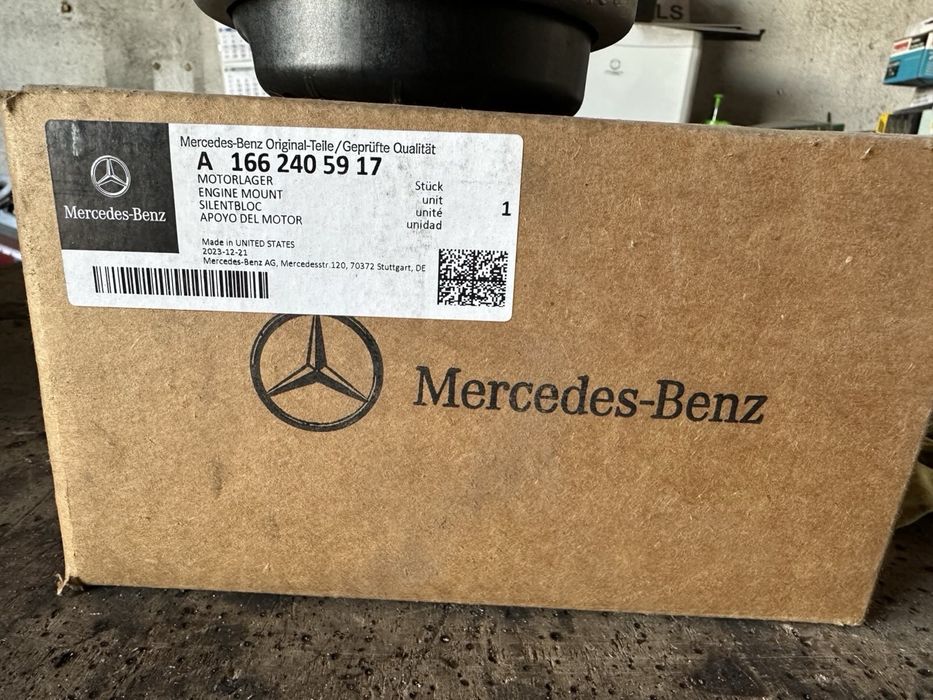 LS
Mercedes-Benz Original-Teile/Geprüfte Qualität
A 166 240 59 17
MOTORLAGER
ENGINE MOUNT
SILENTBLOC
APOYO DEL MOTOR
Stück
unit
unité
unidad
1
Mercedes-Benz
Made in UNITED STATES
2023-12-21
Mercedes-Benz AG, Mercedesstr.120, 70372 Stuttgart, DE
Mercedes-Benz